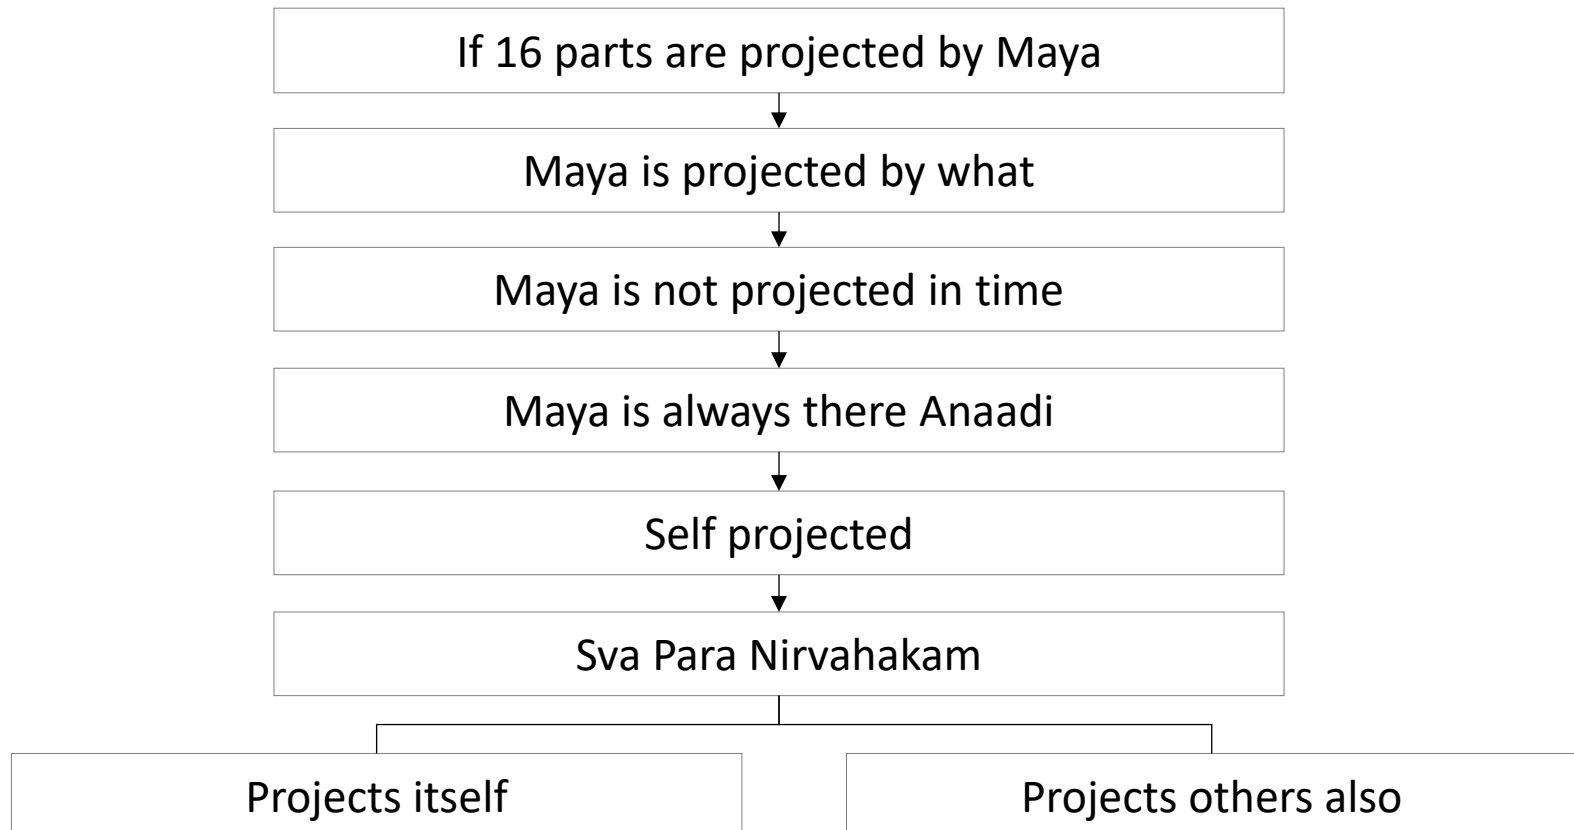 If 16 parts are projected by Maya
Maya is projected by what
Maya is not projected in time
Maya is always there Anaadi
Self projected
Sva Para Nirvahakam
Projects itself
Projects others also